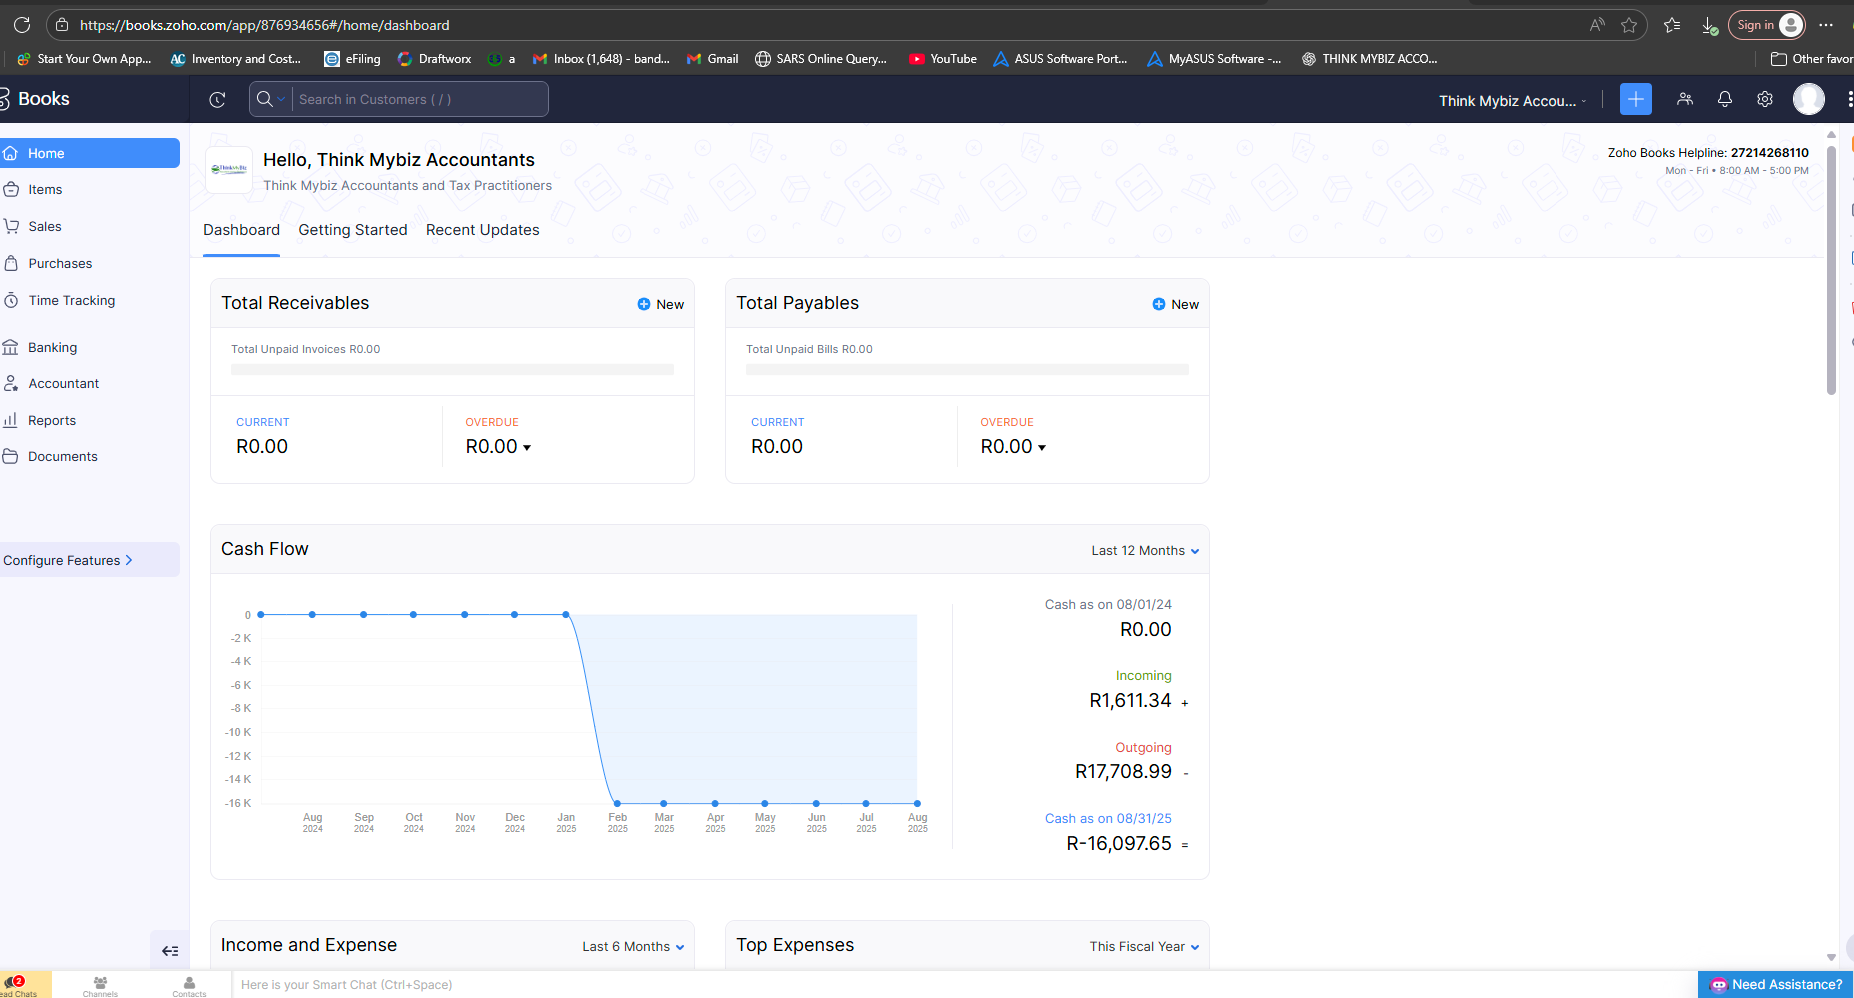 https://books.zoho.com/app/876934656#/home/dashboard
Sign in
Start Your Own App...
Inventory and Cost...
eFiling
Draftworx
a
Inbox (1,648) - band...
Gmail
SARS Online Query...
YouTube
ASUS Software Port...
MyASUS Software -...
THINK MYBIZ ACCO...
Other favor
Books
Search in Customers ( / )
Think Mybiz Accou...
Home
Items
Sales
Purchases
Time Tracking
Banking
Accountant
Reports
Documents
Configure Features
Hello, Think Mybiz Accountants
Think Mybiz Accountants and Tax Practitioners
Zoho Books Helpline: 27214268110
Mon - Fri • 8:00 AM - 5:00 PM
Dashboard
Getting Started
Recent Updates
Total Receivables
New
Total Unpaid Invoices R0.00
CURRENT
R0.00
OVERDUE
R0.00
Total Payables
New
Total Unpaid Bills R0.00
CURRENT
R0.00
OVERDUE
R0.00
Cash Flow
Last 12 Months
0
-2 K
-4 K
-6 K
-8 K
-10 K
-12 K
-14 K
-16 K
Aug 2024
Sep 2024
Oct 2024
Nov 2024
Dec 2024
Jan 2025
Feb 2025
Mar 2025
Apr 2025
May 2025
Jun 2025
Jul 2025
Aug 2025
Cash as on 08/01/24
R0.00
Incoming
R1,611.34 +
Outgoing
R17,708.99 -
Cash as on 08/31/25
R-16,097.65 =
Income and Expense
Last 6 Months
Top Expenses
This Fiscal Year
2
ead Chats
Channels
Contacts
Here is your Smart Chat (Ctrl+Space)
Need Assistance?